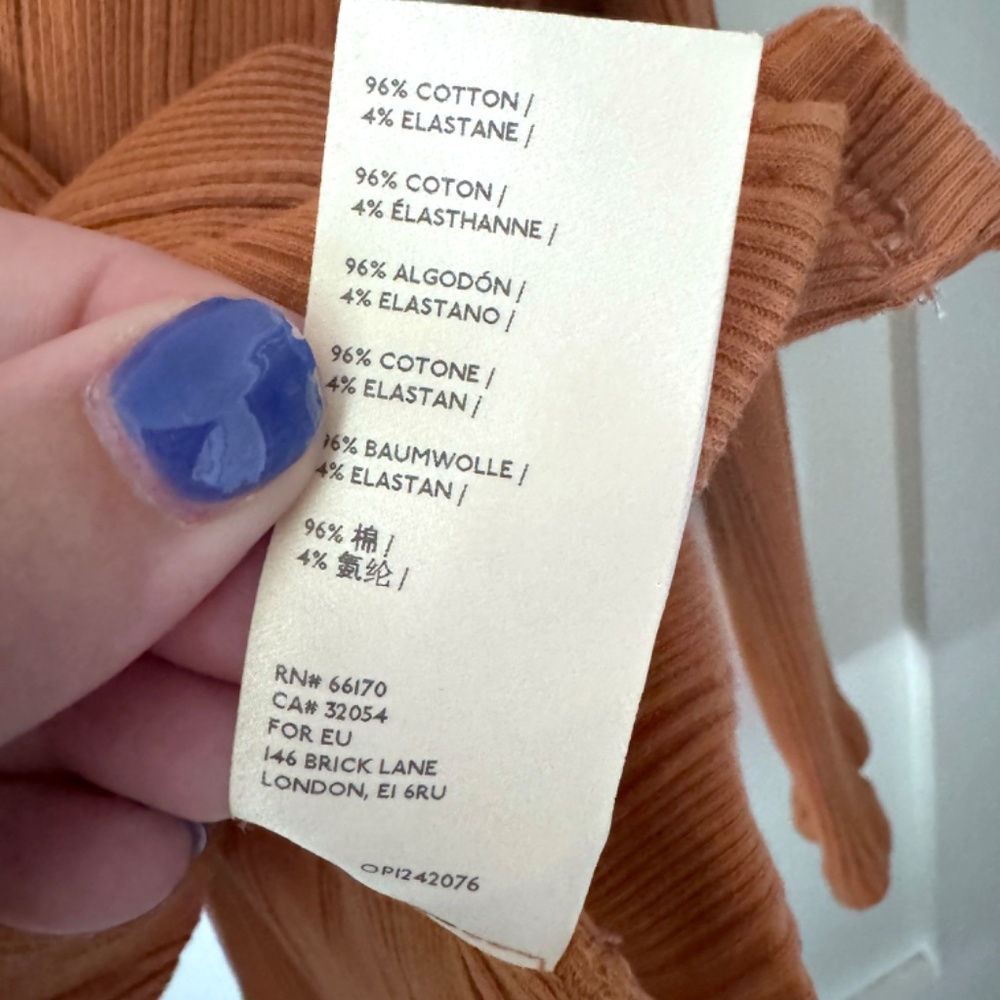 96% COTTON /
4% ELASTANE /
96% COTON /
4% ÉLASTHANNE /
96% ALGODÓN /
4% ELASTANO /
96% COTONE /
4% ELASTAN /
96% BAUMWOLLE /
4% ELASTAN /
96% 棉 /
4% 氨纶 /
RN# 66170
CA# 32054
FOR EU
146 BRICK LANE
LONDON, E1 6RU
OP1242076